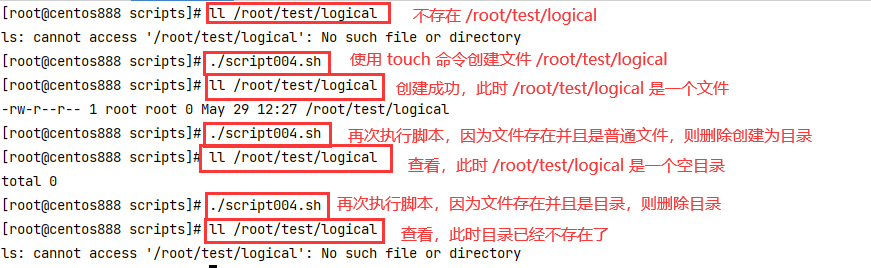 [root@centos888 scripts]# ll /root/test/logical 不存在 /root/test/logical
ls: cannot access '/root/test/logical': No such file or directory
[root@centos888 scripts]# ./script004.sh 使用 touch 命令创建文件 /root/test/logical
[root@centos888 scripts]# ll /root/test/logical 创建成功，此时 /root/test/logical 是一个文件
-rw-r--r-- 1 root root 0 May 29 12:27 /root/test/logical
[root@centos888 scripts]# ./script004.sh 再次执行脚本，因为文件存在并且是普通文件，则删除创建为目录
[root@centos888 scripts]# ll /root/test/logical 查看，此时 /root/test/logical 是一个空目录
total 0
[root@centos888 scripts]# ./script004.sh 再次执行脚本，因为文件存在并且是目录，则删除目录
[root@centos888 scripts]# ll /root/test/logical 查看，此时目录已经不存在了
ls: cannot access '/root/test/logical': No such file or directory